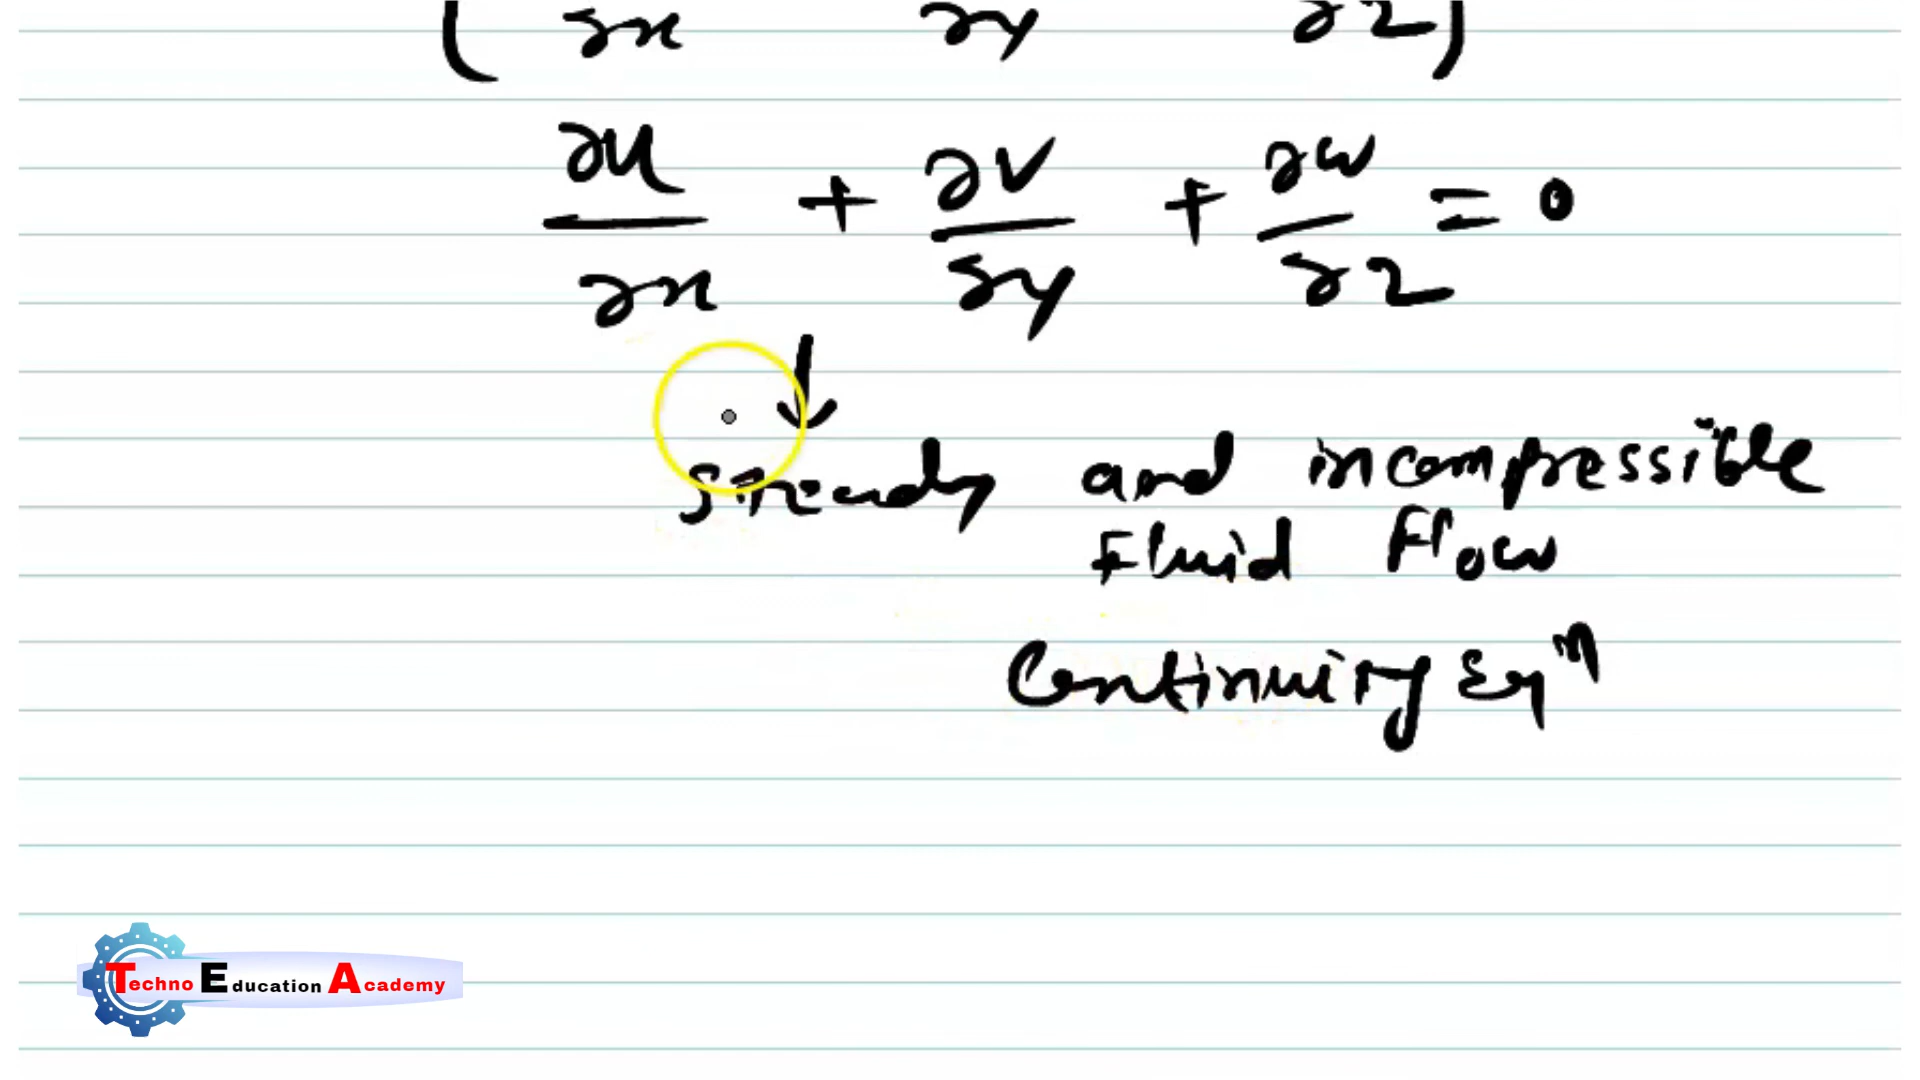 ( ∂x ∂y ∂z )
∂u/∂x + ∂v/∂y + ∂w/∂z = 0
↓
Steady and incompressible
Fluid Flow
Continuity Eqⁿ
Techno Education Academy